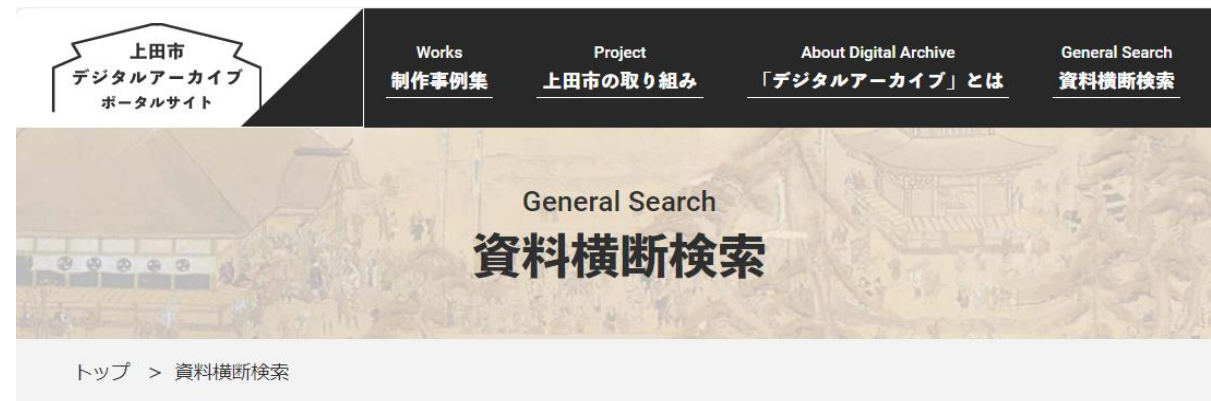 上田市
デジタルアーカイブ
ポータルサイト
Works
制作事例集
Project
上田市の取り組み
About Digital Archive
「デジタルアーカイブ」とは
General Search
資料横断検索
General Search
資料横断検索
トップ > 資料横断検索